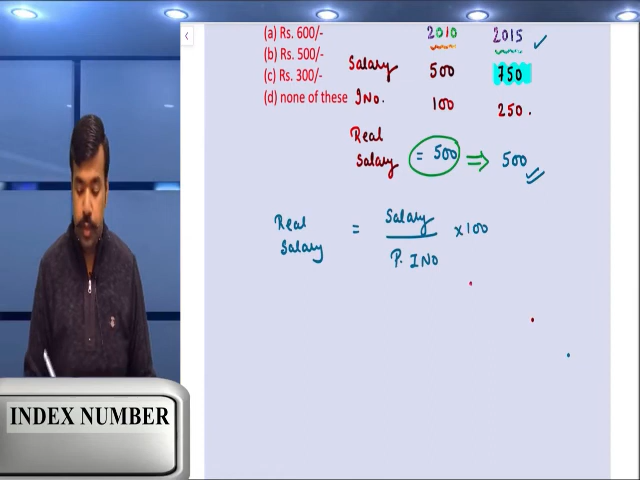 (a) Rs. 600/-
2010 2015
(b) Rs. 500/-
Salary 500 750
(c) Rs. 300/-
(d) none of these
I No. 100 250.
Real
Salary = 500 ⇒ 500
Real Salary = Salary / P. INO × 100
INDEX NUMBER